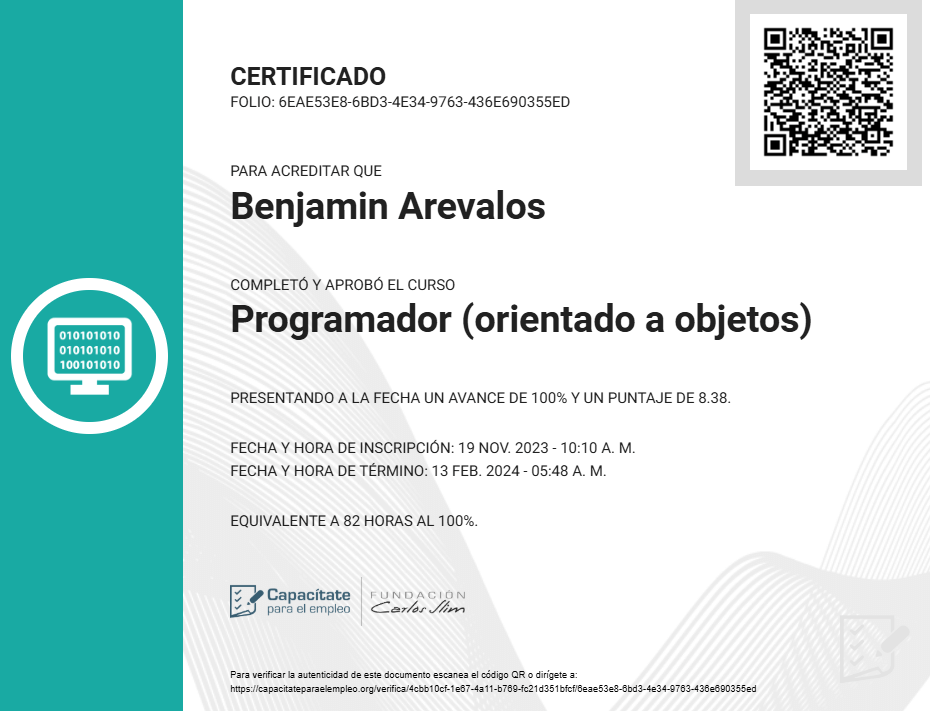 CERTIFICADO
FOLIO: 6EAE53E8-6BD3-4E34-9763-436E690355ED
PARA ACREDITAR QUE
Benjamin Arevalos
COMPLETÓ Y APROBÓ EL CURSO
Programador (orientado a objetos)
010101010
010101010
100101010
PRESENTANDO A LA FECHA UN AVANCE DE 100% Y UN PUNTAJE DE 8.38.
FECHA Y HORA DE INSCRIPCIÓN: 19 NOV. 2023 - 10:10 A. M.
FECHA Y HORA DE TÉRMINO: 13 FEB. 2024 - 05:48 A. M.
EQUIVALENTE A 82 HORAS AL 100%.
Capacítate
para el empleo
FUNDACIÓN
Carlos Slim
Para verificar la autenticidad de este documento escanea el código QR o dirígete a:
https://capacitateparaelempleo.org/verifica/4cbb10cf-1e67-4a11-b769-fc21d351bfcf/6eae53e8-6bd3-4e34-9763-436e690355ed